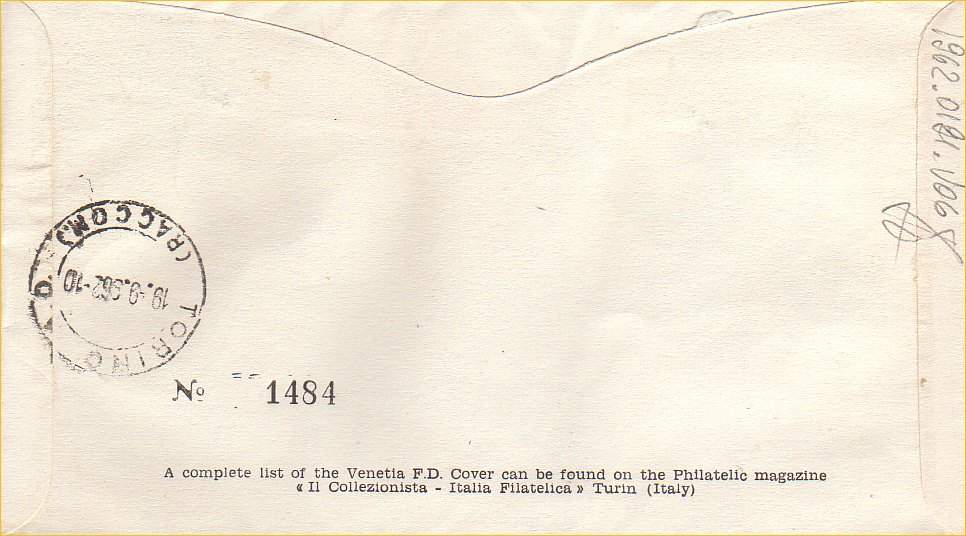 1962.0181.V06
(RACCOM.)
19.-9.962-10
TORINO
No 1484
A complete list of the Venetia F.D. Cover can be found on the Philatelic magazine
« Il Collezionista - Italia Filatelica » Turin (Italy)